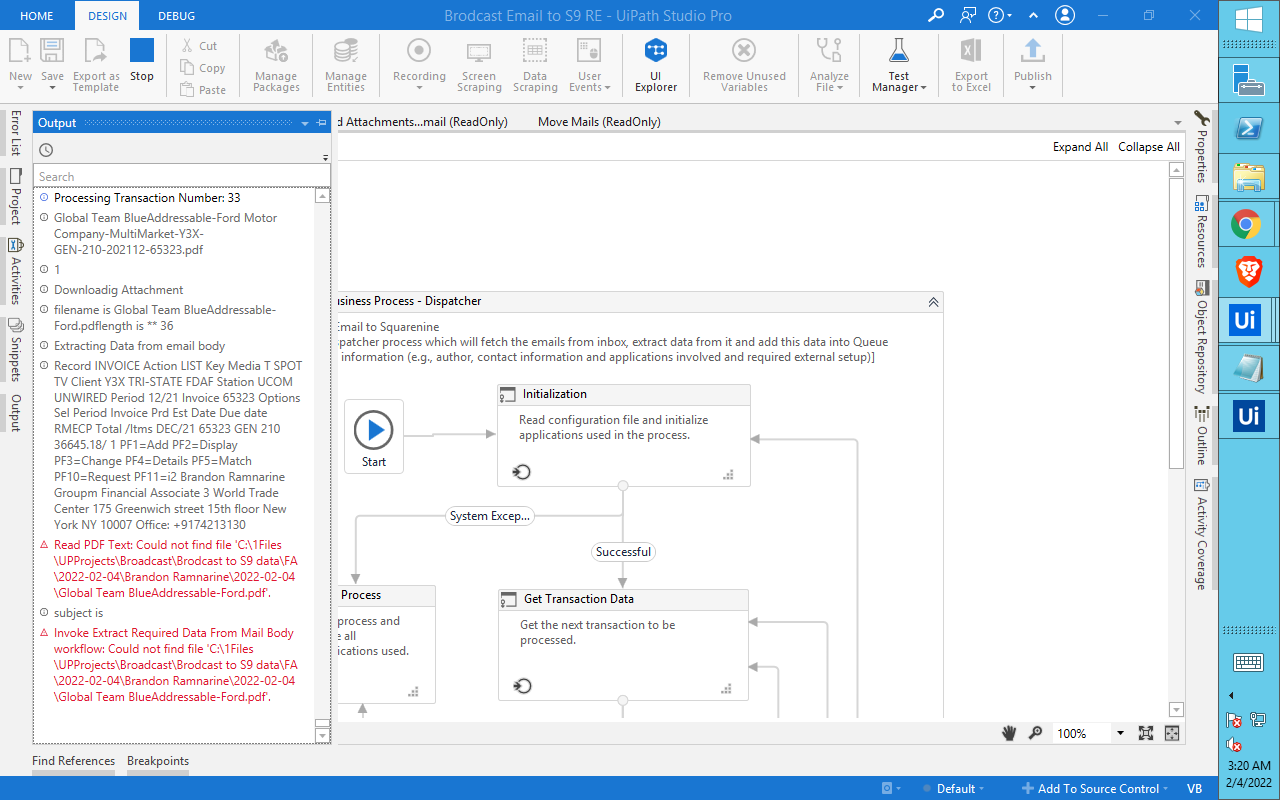 HOME DESIGN DEBUG
Brodcast Email to S9 RE - UiPath Studio Pro
New
Save
Export as
Template
Stop
Cut
Copy
Paste
Manage
Packages
Manage
Entities
Recording
Screen
Scraping
Data
Scraping
User
Events
UI
Explorer
Remove Unused
Variables
Analyze
File
Test
Manager
Export
to Excel
Publish
Error List
Project
Activities
Snippets
Output
Output
Search
Processing Transaction Number: 33
Global Team BlueAddressable-Ford Motor
Company-MultiMarket-Y3X-
GEN-210-202112-65323.pdf
1
Downloadig Attachment
filename is Global Team BlueAddressable-
Ford.pdflength is ** 36
Extracting Data from email body
Record INVOICE Action LIST Key Media T SPOT
TV Client Y3X TRI-STATE FDAF Station UCOM
UNWIRED Period 12/21 Invoice 65323 Options
Sel Period Invoice Prd Est Date Due date
RMECP Total /Itms DEC/21 65323 GEN 210
36645.18/ 1 PF1=Add PF2=Display
PF3=Change PF4=Details PF5=Match
PF10=Request PF11=i2 Brandon Ramnarine
Groupm Financial Associate 3 World Trade
Center 175 Greenwich street 15th floor New
York NY 10007 Office: +9174213130
Read PDF Text: Could not find file 'C:\1Files
\UPProjects\Broadcast\Brodcast to S9 data\FA
\2022-02-04\Brandon Ramnarine\2022-02-04
\Global Team BlueAddressable-Ford.pdf'.
subject is
Invoke Extract Required Data From Mail Body
workflow: Could not find file 'C:\1Files
\UPProjects\Broadcast\Brodcast to S9 data\FA
\2022-02-04\Brandon Ramnarine\2022-02-04
\Global Team BlueAddressable-Ford.pdf'.
Find References Breakpoints
d Attachments...mail (ReadOnly) Move Mails (ReadOnly)
Expand All Collapse All
usiness Process - Dispatcher
Email to Squarenine
patcher process which will fetch the emails from inbox, extract data from it and add this data into Queue
information (e.g., author, contact information and applications involved and required external setup)]
Start
Initialization
Read configuration file and initialize
applications used in the process.
System Excep...
Successful
Process
process and
e all
ications used.
Get Transaction Data
Get the next transaction to be
processed.
100%
Properties
Resources
Object Repository
Outline
Activity Coverage
Default
Add To Source Control
VB
Ui
Ui
3:20 AM
2/4/2022